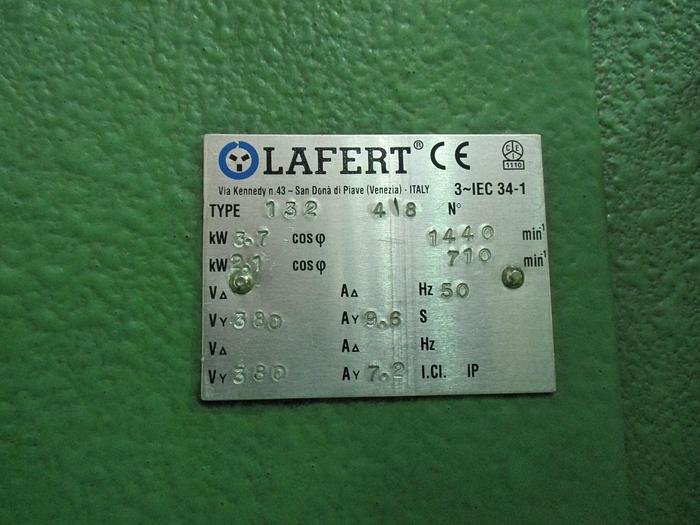 LAFERT® CE CEI 1110
Via Kennedy n.43 – San Donà di Piave (Venezia) - ITALY 3~IEC 34-1
TYPE 132 4\8 N°
kW 3.7 cosφ 1440 min-1
kW 2.1 cosφ 710 min-1
V△ A△ Hz 50
VY 380 AY 9.6 S
V△ A△ Hz
VY 380 AY 7.2 I.Cl. IP